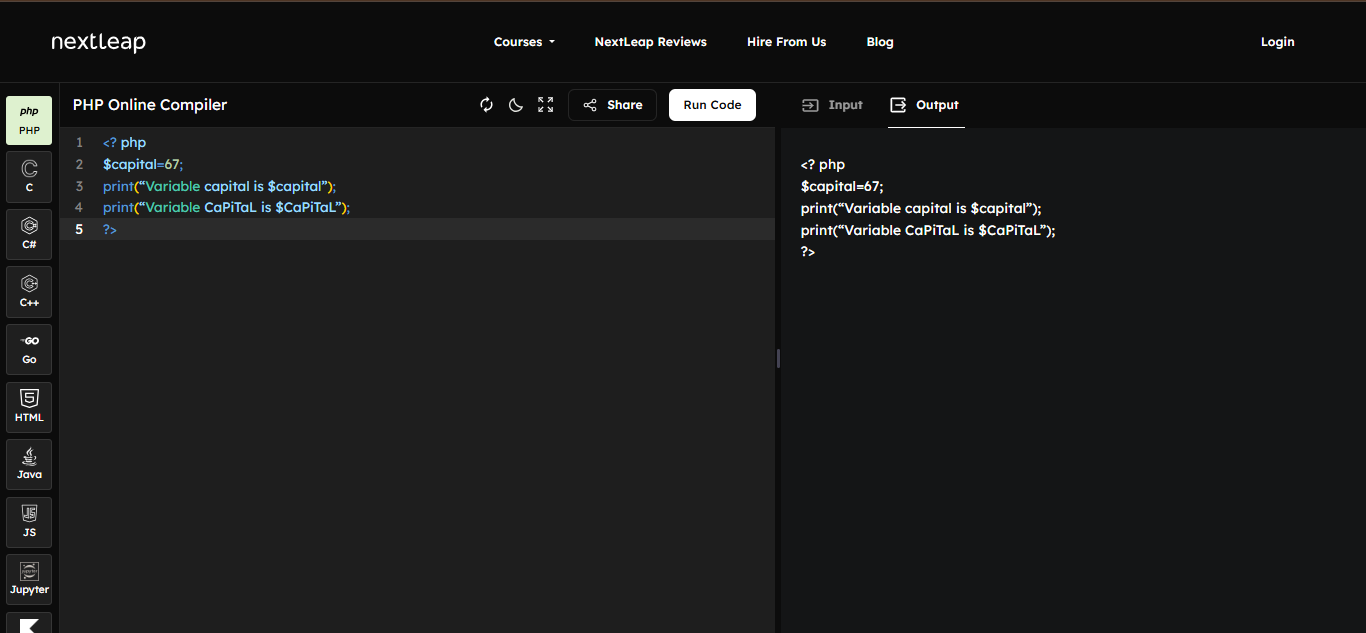 nextleap
Courses
NextLeap Reviews
Hire From Us
Blog
Login
php
PHP
C
C#
C++
GO
Go
5
HTML
Java
JS
JS
Jupyter
PHP Online Compiler
Share
Run Code
Input
Output
1 <? php
2 $capital=67;
3 print(“Variable capital is $capital”);
4 print(“Variable CaPiTaL is $CaPiTaL”);
5 ?>
<? php
$capital=67;
print(“Variable capital is $capital”);
print(“Variable CaPiTaL is $CaPiTaL”);
?>